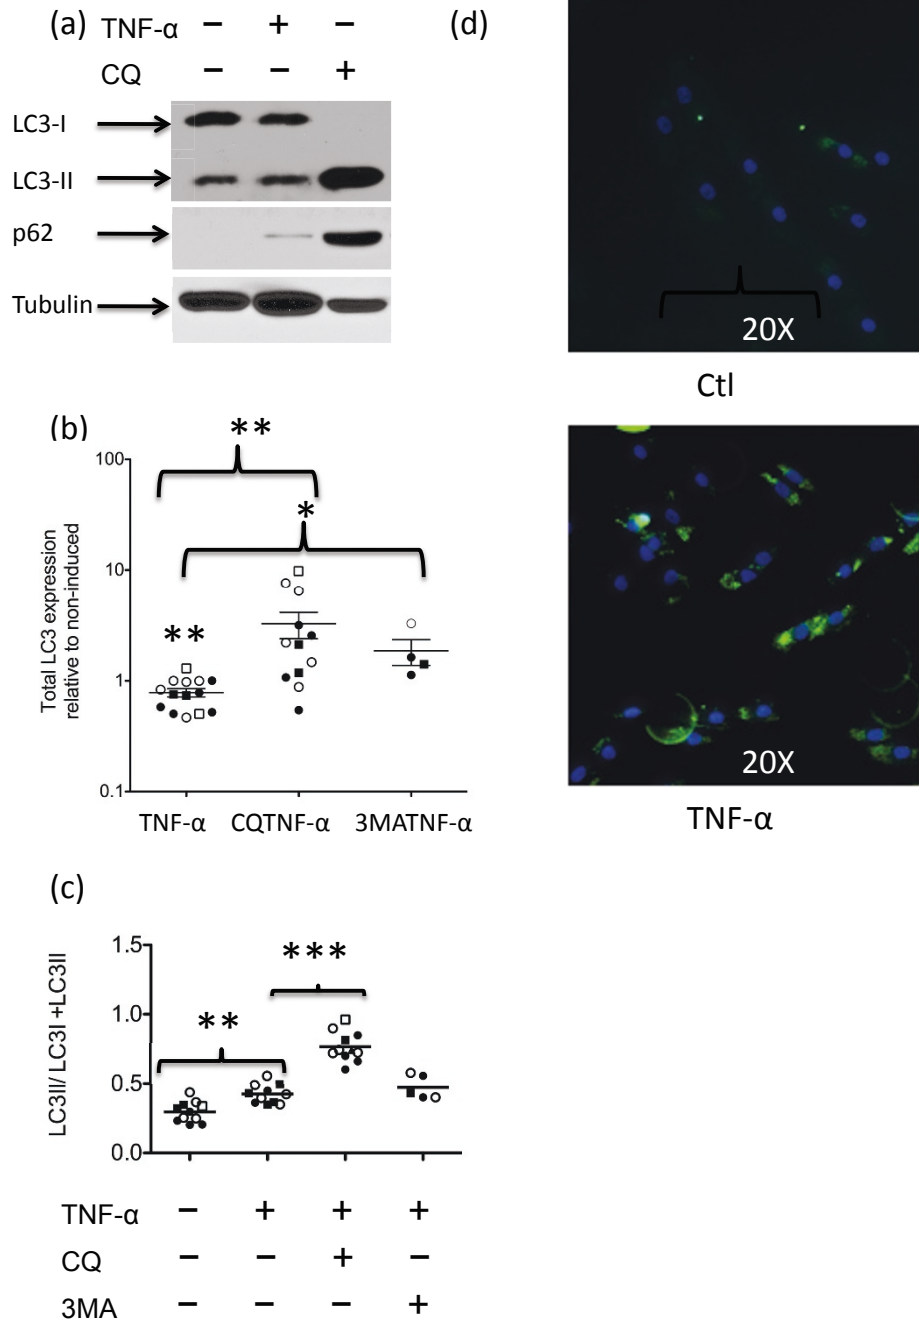 (a)
TNF-α − + −
CQ − − +
LC3-I
LC3-II
p62
Tubulin
(b)
Total LC3 expression
relative to non-induced
100
10
1
0.1
**
*
**
TNF-α CQTNF-α 3MATNF-α
(c)
LC3II/ LC3I +LC3II
1.5
1.0
0.5
0.0
**
***
TNF-α − + + +
CQ − − + −
3MA − − − +
(d)
20X
Ctl
20X
TNF-α